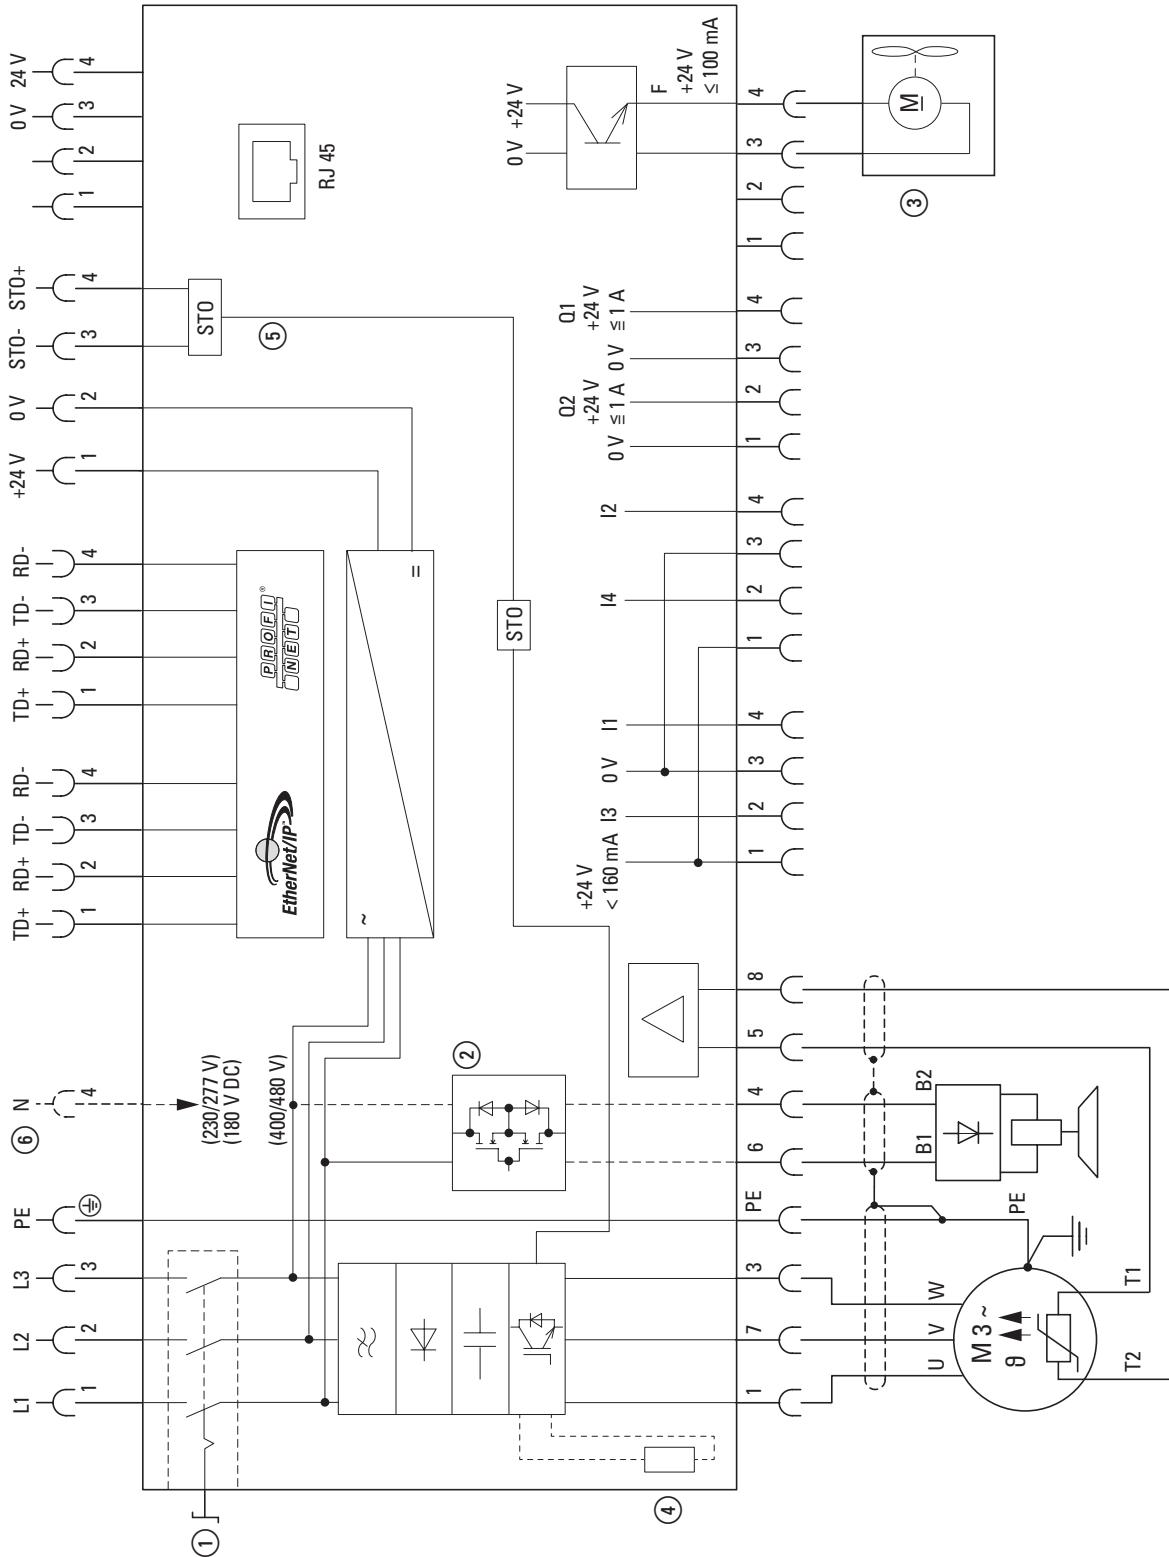 L1
L2
L3
PE
N
TD+
RD+
TD-
RD-
TD+
RD+
TD-
RD-
+24 V
0 V
STO-
STO+
0 V
24 V
1
2
3
4
1
2
3
4
1
2
3
4
1
2
3
4
1
2
3
4
6
1
(230/277 V)
(180 V DC)
(400/480 V)
EtherNet/IP™
PROFI®
NET
~
=
STO
5
RJ 45
2
STO
4
+24 V
< 160 mA
I3
0 V
I1
I4
I2
0 V
Q2
+24 V
≤ 1 A
0 V
Q1
+24 V
≤ 1 A
0 V
+24 V
F
+24 V
≤ 100 mA
1
7
3
PE
6
4
5
8
1
2
3
4
1
2
3
4
1
2
3
4
1
2
3
4
U
V
W
PE
B1
B2
M 3 ~
ϑ
T2
T1
M
3